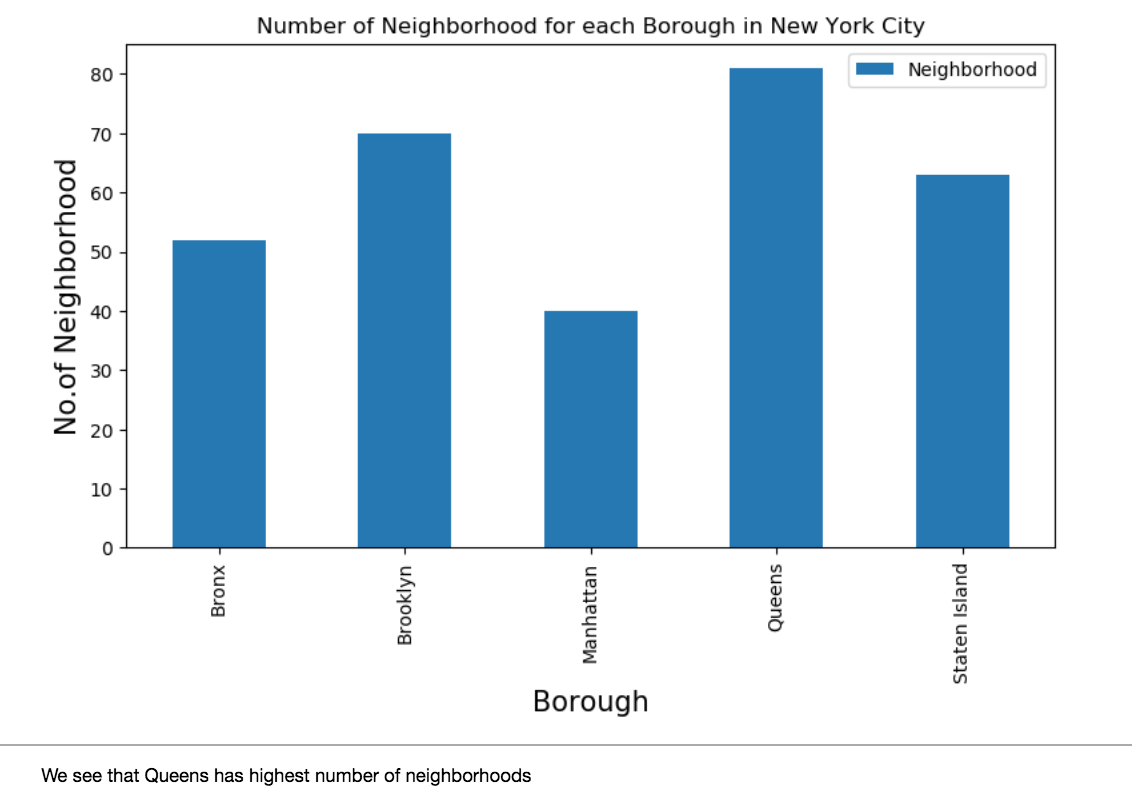 Number of Neighborhood for each Borough in New York City
Neighborhood
No.of Neighborhood
80
70
60
50
40
30
20
10
0
Bronx
Brooklyn
Manhattan
Queens
Staten Island
Borough
We see that Queens has highest number of neighborhoods